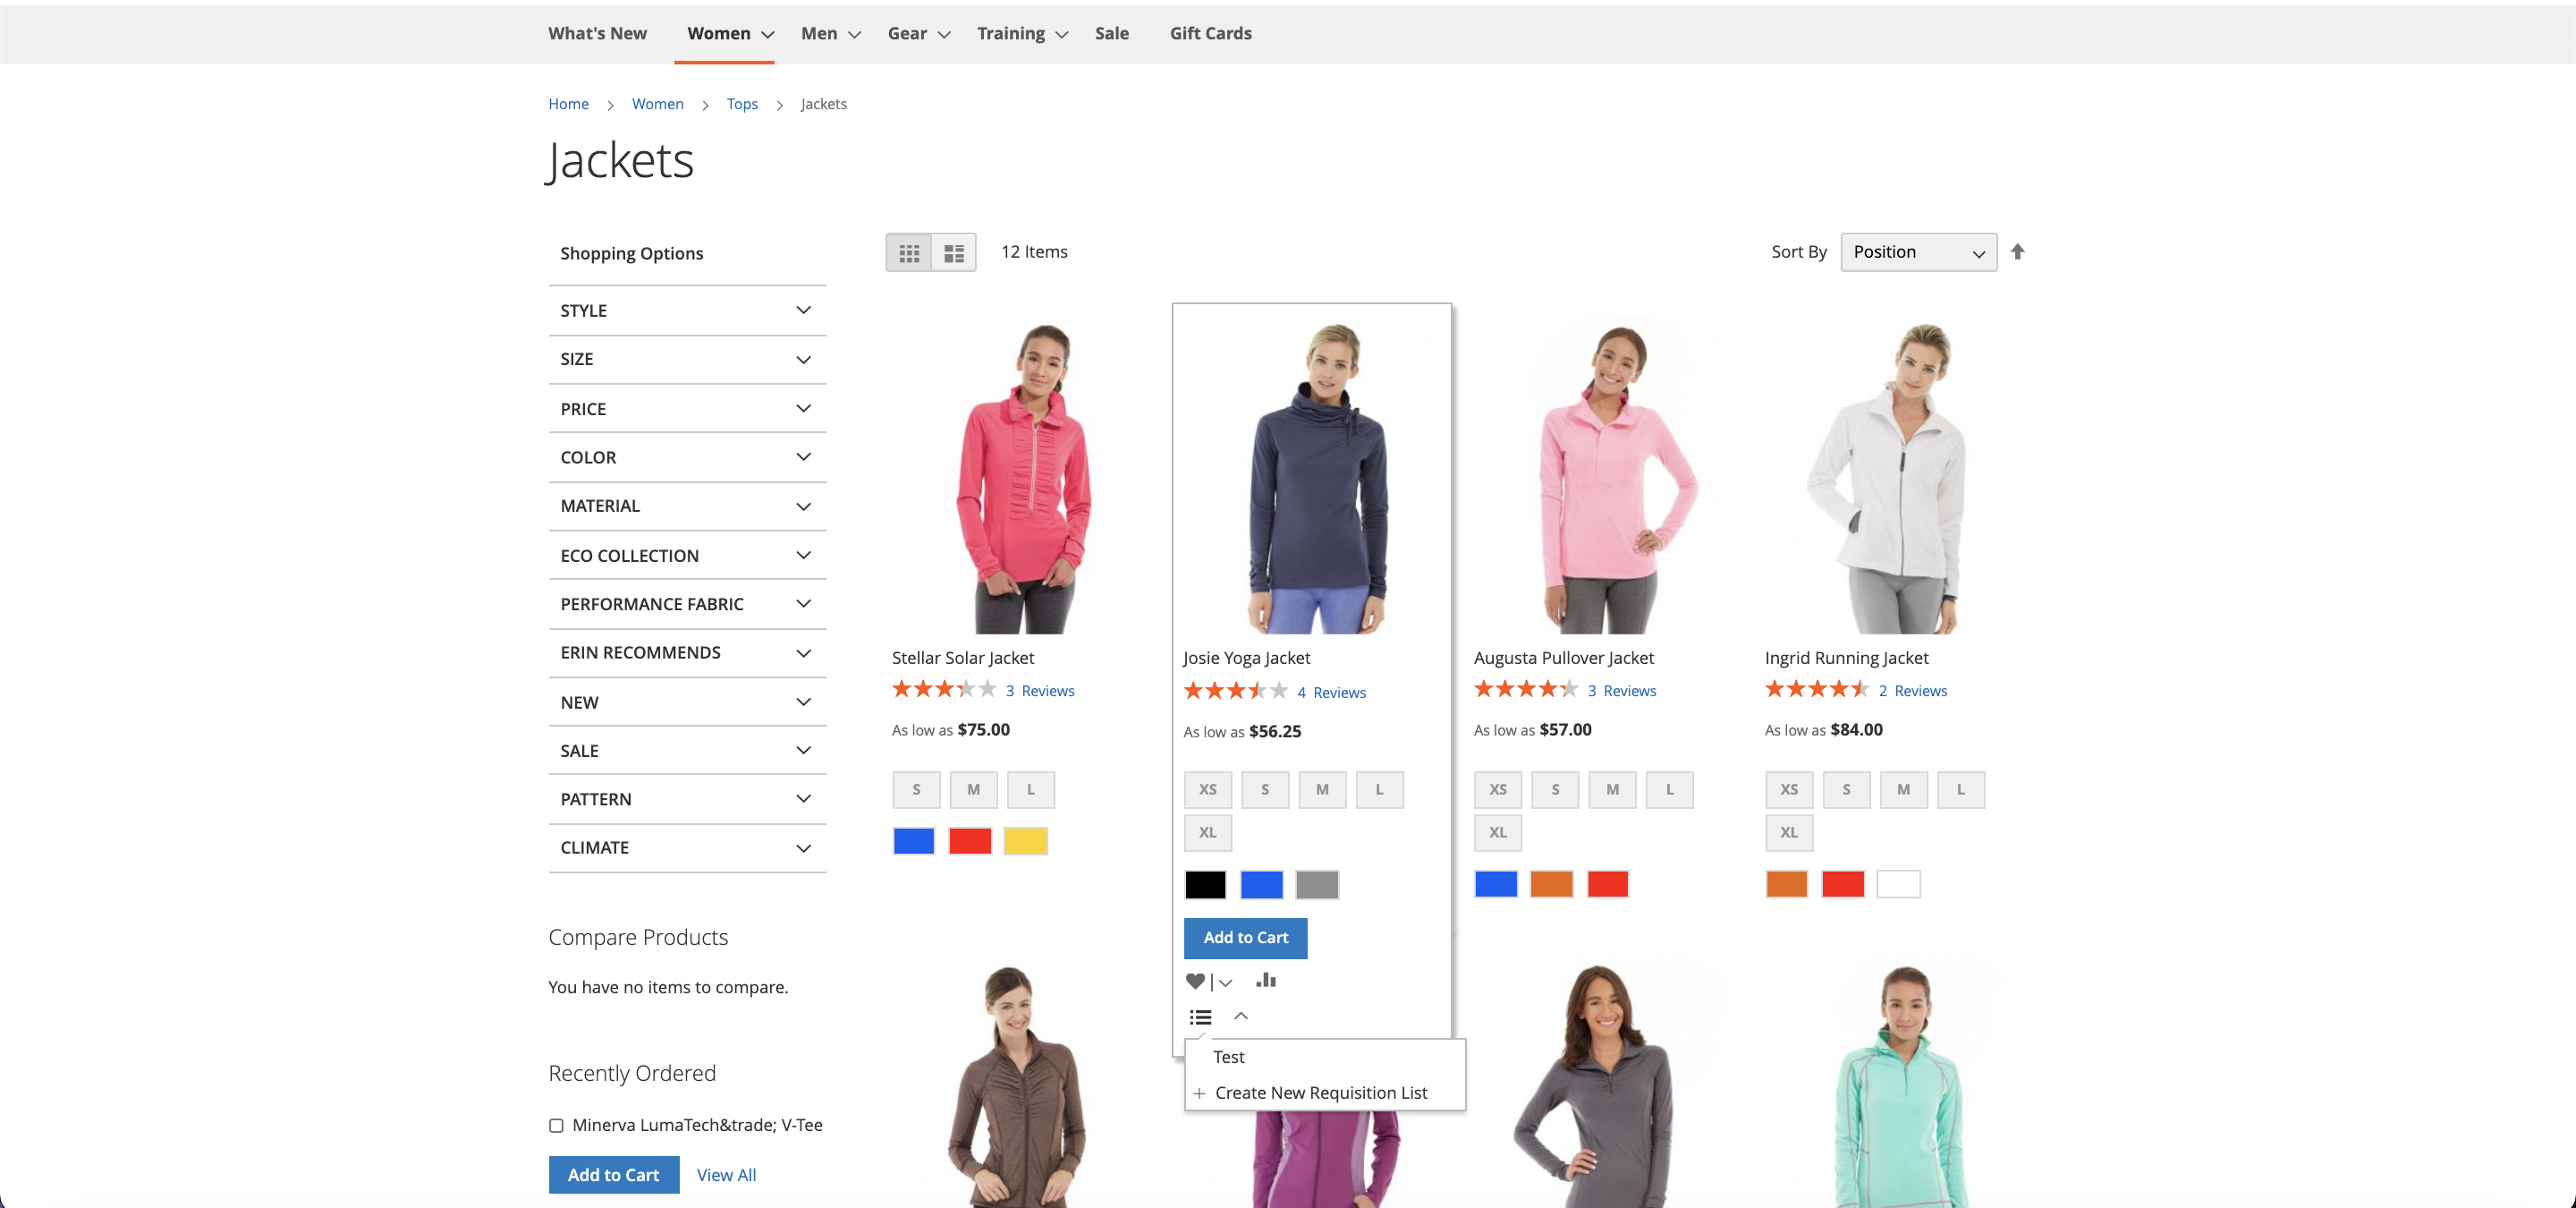 What's New Women Men Gear Training Sale Gift Cards
Home Women Tops Jackets
Jackets
Shopping Options
STYLE
SIZE
PRICE
COLOR
MATERIAL
ECO COLLECTION
PERFORMANCE FABRIC
ERIN RECOMMENDS
NEW
SALE
PATTERN
CLIMATE
Compare Products
You have no items to compare.
Recently Ordered
Minerva LumaTech&trade; V-Tee
Add to Cart View All
12 Items
Sort By Position
Stellar Solar Jacket
3 Reviews
As low as $75.00
S M L
Josie Yoga Jacket
4 Reviews
As low as $56.25
XS S M L
XL
Add to Cart
Test
Create New Requisition List
Augusta Pullover Jacket
3 Reviews
As low as $57.00
XS S M L
XL
Ingrid Running Jacket
2 Reviews
As low as $84.00
XS S M L
XL